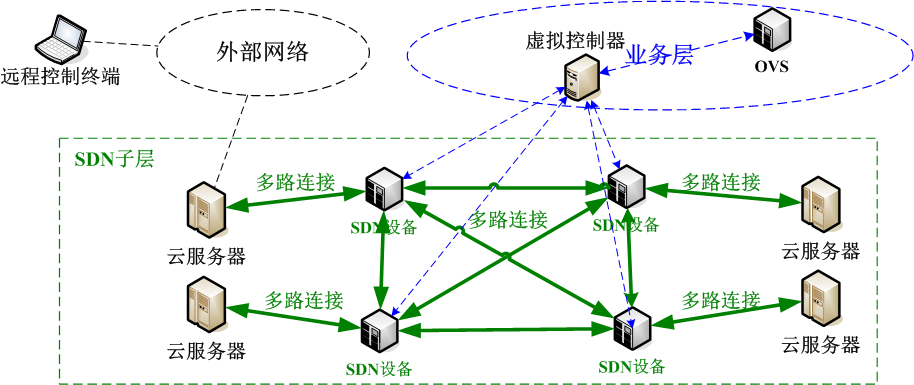 远程控制终端
外部网络
虚拟控制器
业务层
OVS
SDN子层
多路连接
SDN设备
多路连接
SDN设备
多路连接
云服务器
云服务器
多路连接
SDN设备
SDN设备
多路连接
云服务器
云服务器